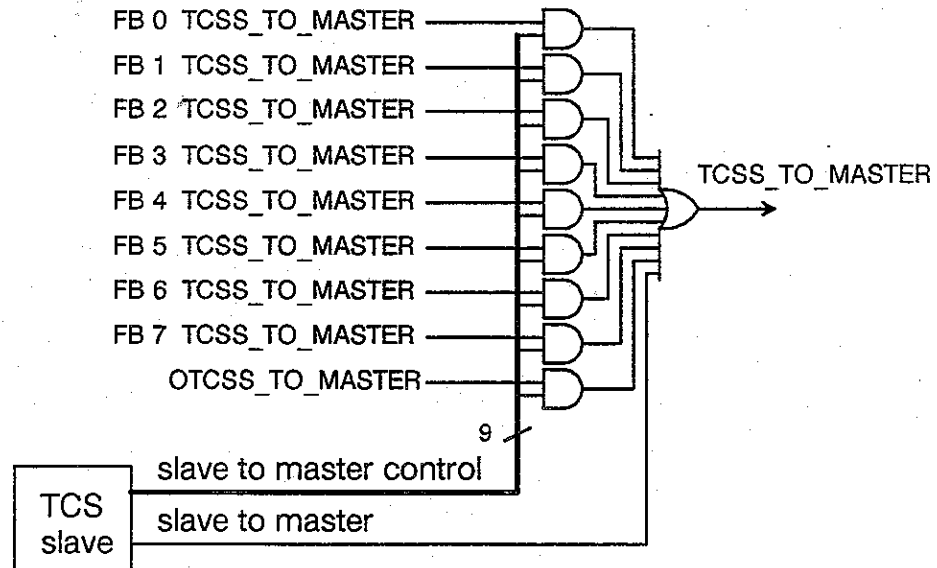 FB 0 TCSS_TO_MASTER
FB 1 TCSS_TO_MASTER
FB 2 TCSS_TO_MASTER
FB 3 TCSS_TO_MASTER
TCSS_TO_MASTER
FB 4 TCSS_TO_MASTER
FB 5 TCSS_TO_MASTER
FB 6 TCSS_TO_MASTER
FB 7 TCSS_TO_MASTER
OTCSS_TO_MASTER
9
slave to master control
TCS
slave
slave to master